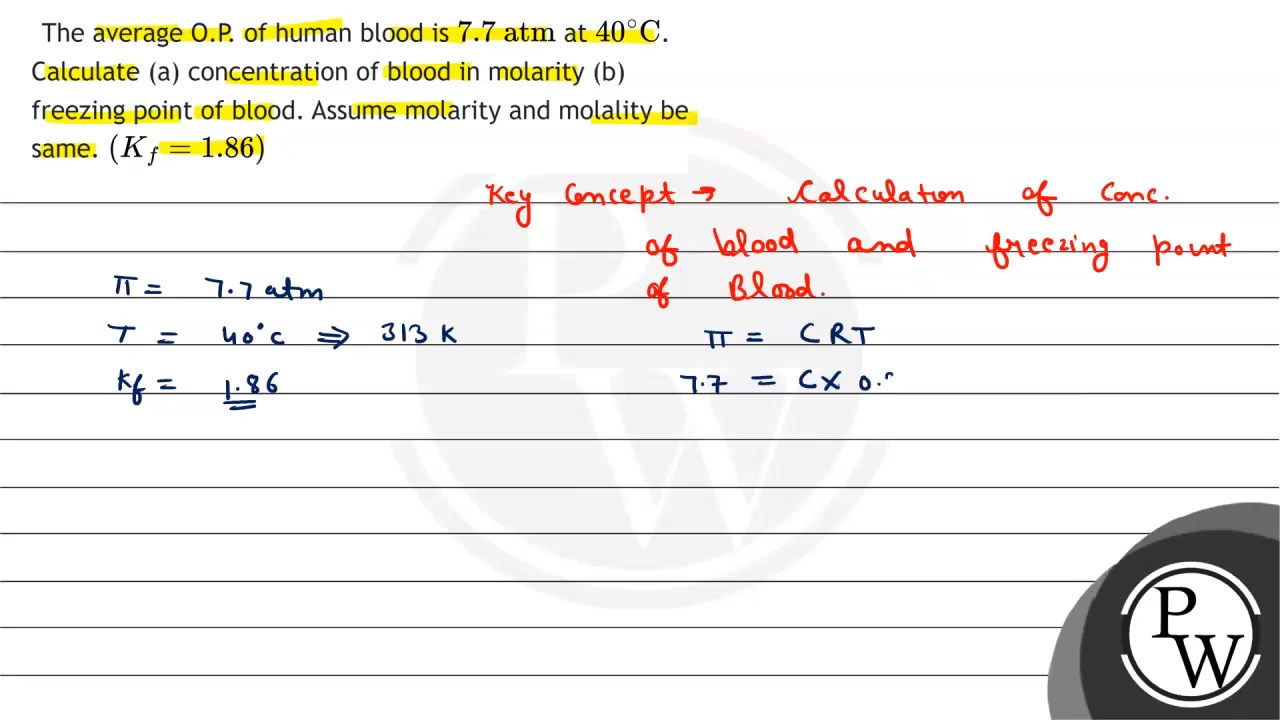 The average O.P. of human blood is 7.7 atm at 40°C.
Calculate (a) concentration of blood in molarity (b)
freezing point of blood. Assume molarity and molality be
same. (K_f = 1.86)
Key Concept → Calculation of Conc.
of blood and freezing point
of Blood.
π = 7.7 atm
T = 40°C ⇒ 313 K
Kf = 1.86
π = CRT
7.7 = C× 0.
P
W